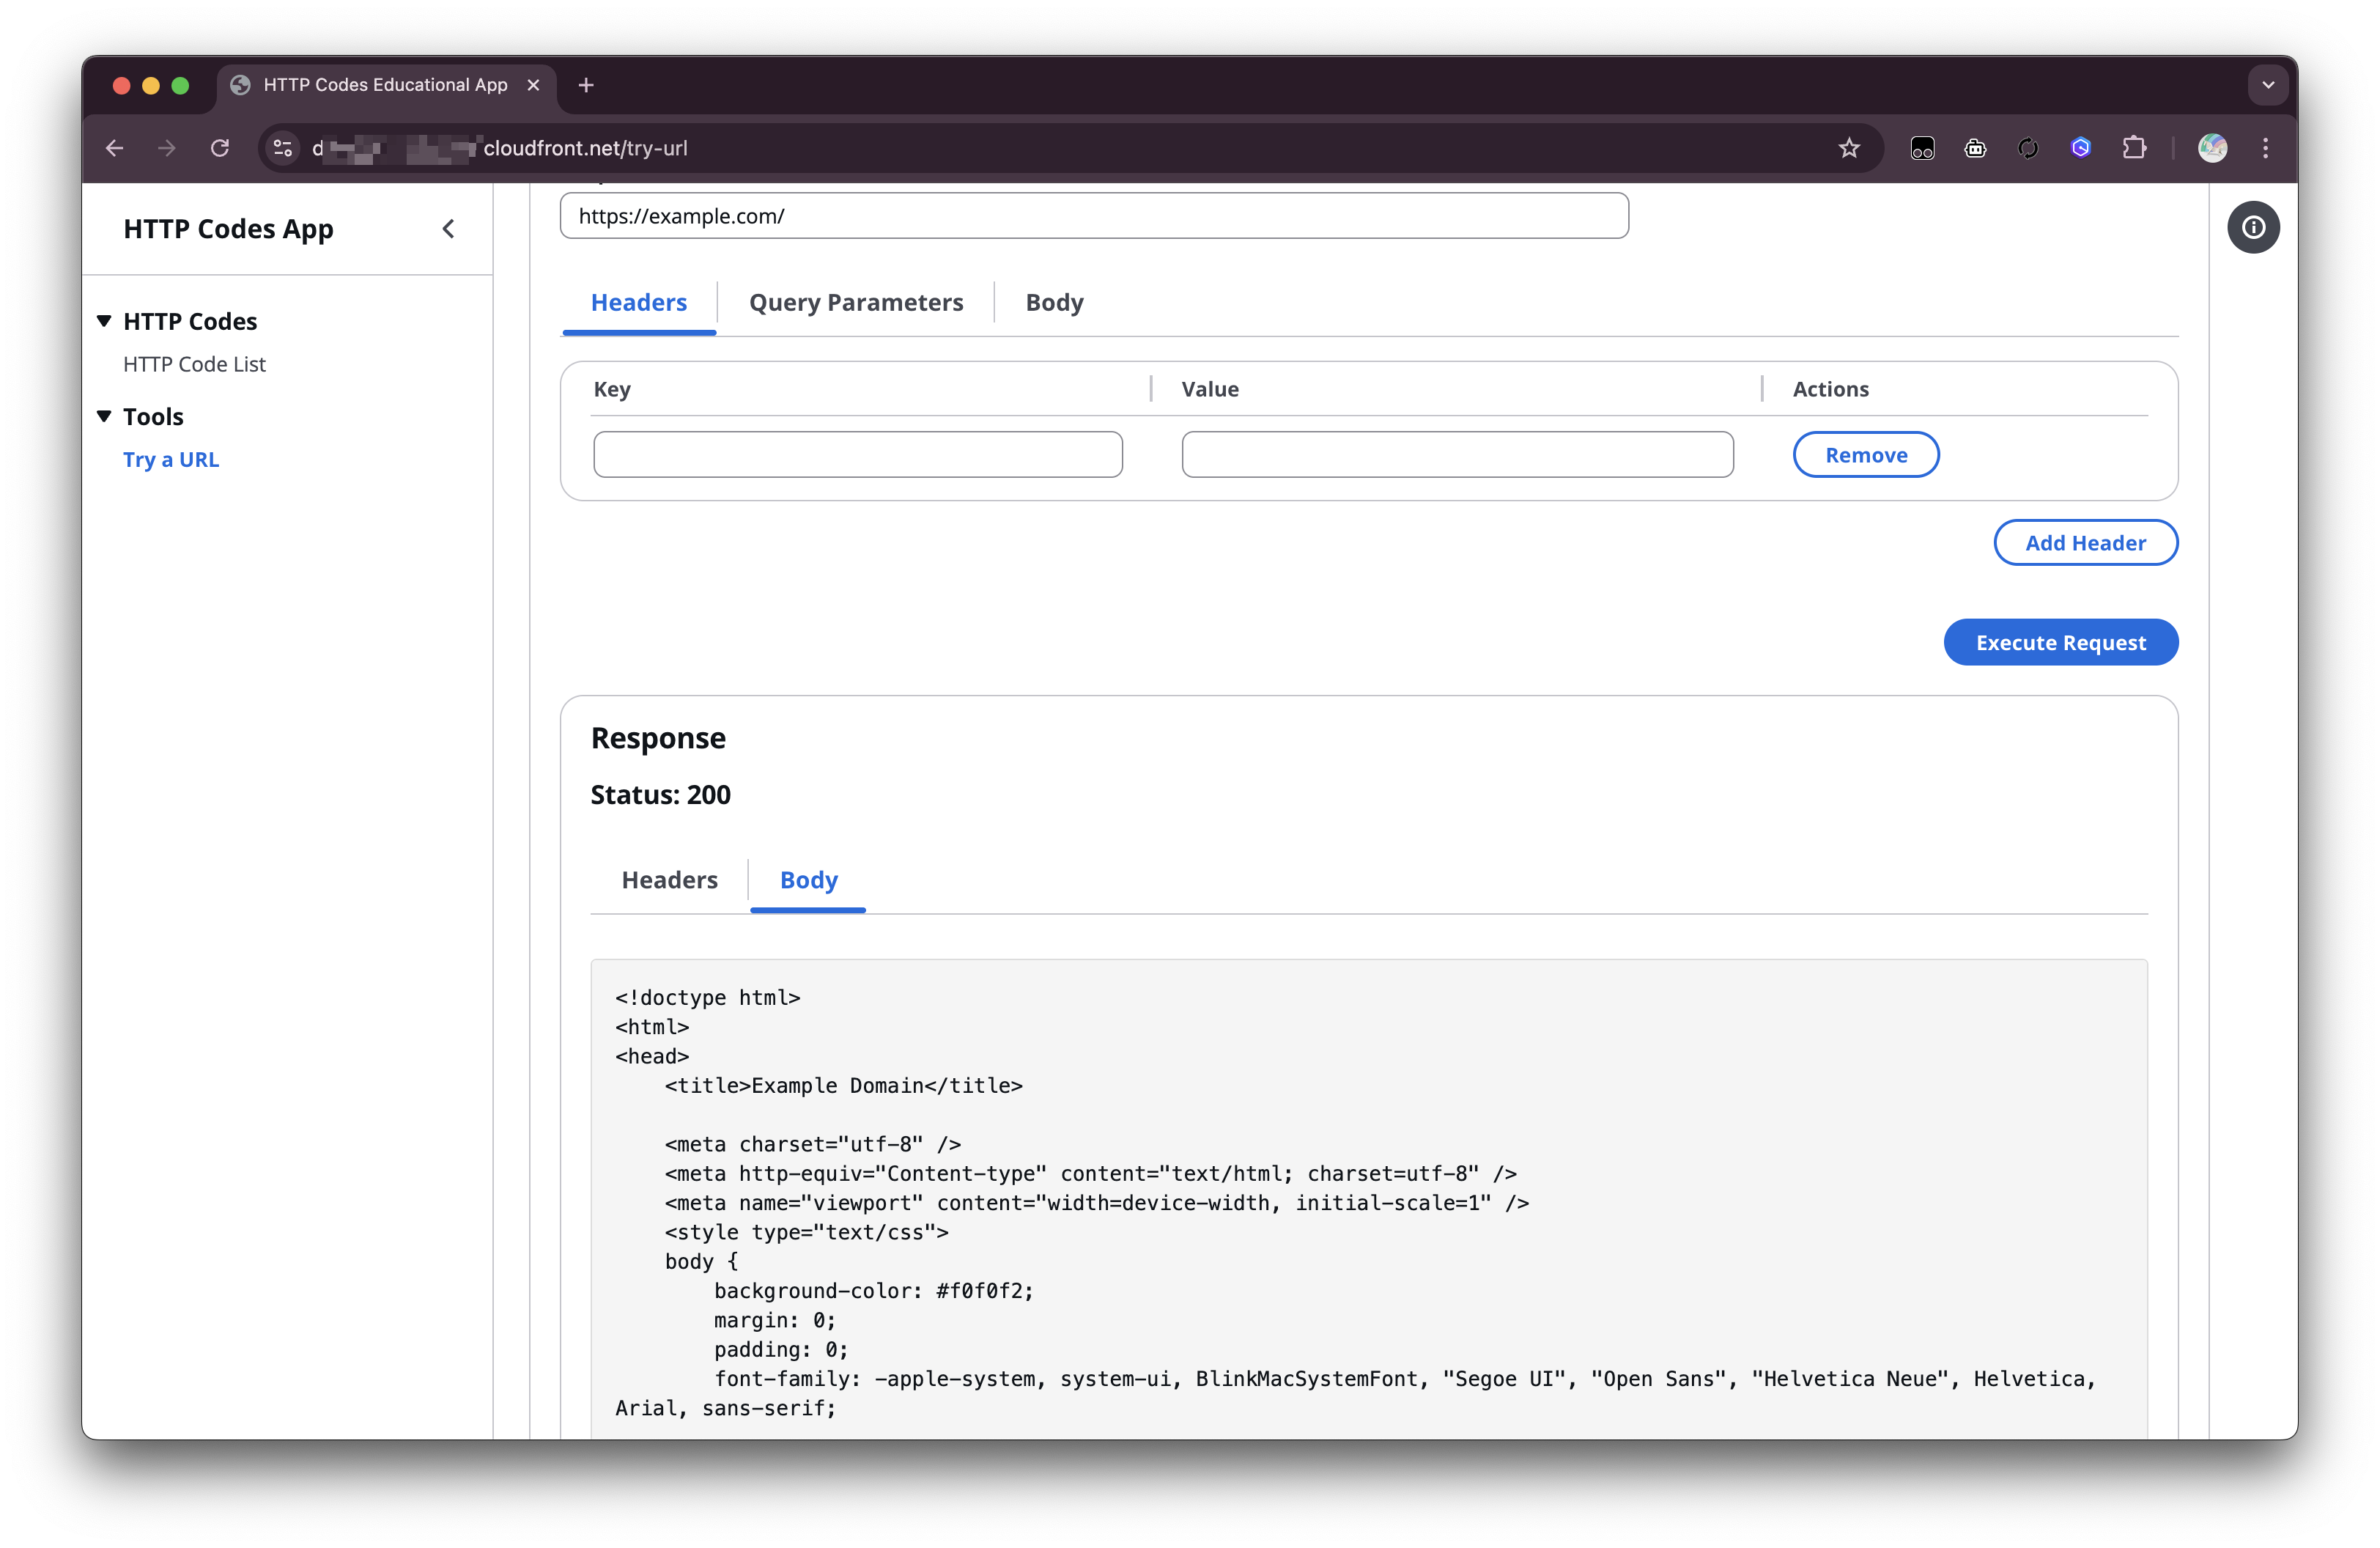 HTTP Codes Educational App
cloudfront.net/try-url
HTTP Codes App
HTTP Codes
HTTP Code List
Tools
Try a URL
https://example.com/
Headers
Query Parameters
Body
Key
Value
Actions
Remove
Add Header
Execute Request
Response
Status: 200
Headers
Body
<!doctype html>
<html>
<head>
    <title>Example Domain</title>

    <meta charset="utf-8" />
    <meta http-equiv="Content-type" content="text/html; charset=utf-8" />
    <meta name="viewport" content="width=device-width, initial-scale=1" />
    <style type="text/css">
    body {
        background-color: #f0f0f2;
        margin: 0;
        padding: 0;
        font-family: -apple-system, system-ui, BlinkMacSystemFont, "Segoe UI", "Open Sans", "Helvetica Neue", Helvetica,
Arial, sans-serif;